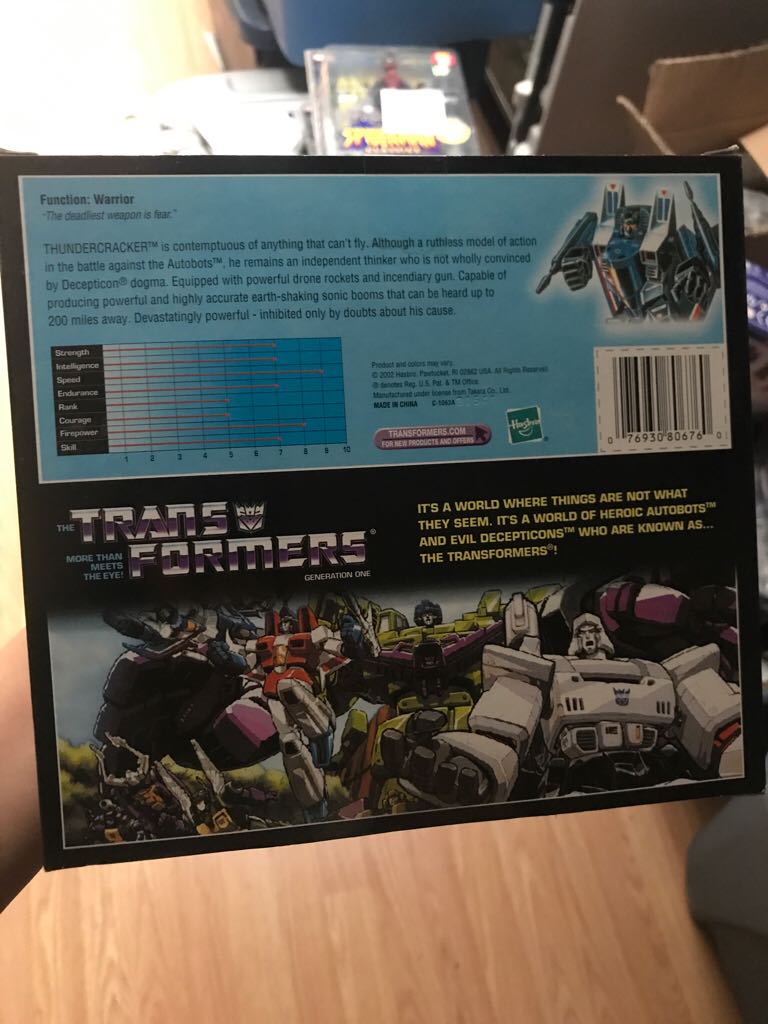 Function: Warrior
"The deadliest weapon is fear."
THUNDERCRACKER™ is contemptuous of anything that can't fly. Although a ruthless model of action
in the battle against the Autobots™, he remains an independent thinker who is not wholly convinced
by Decepticon® dogma. Equipped with powerful drone rockets and incendiary gun. Capable of
producing powerful and highly accurate earth-shaking sonic booms that can be heard up to
200 miles away. Devastatingly powerful - inhibited only by doubts about his cause.
Strength
Intelligence
Speed
Endurance
Rank
Courage
Firepower
Skill
1 2 3 4 5 6 7 8 9 10
Product and colors may vary.
© 2002 Hasbro, Pawtucket, RI 02862 USA. All Rights Reserved.
® denotes Reg. U.S. Pat. & TM Office.
Manufactured under license from Takara Co., Ltd.
MADE IN CHINA
TRANSFORMERS.COM
FOR NEW PRODUCTS AND OFFERS
Hasbro
0 76930 80676 0
THE TRANSFORMERS®
MORE THAN
MEETS
THE EYE!
GENERATION ONE
IT'S A WORLD WHERE THINGS ARE NOT WHAT
THEY SEEM. IT'S A WORLD OF HEROIC AUTOBOTS™
AND EVIL DECEPTICONS™ WHO ARE KNOWN AS...
THE TRANSFORMERS®!